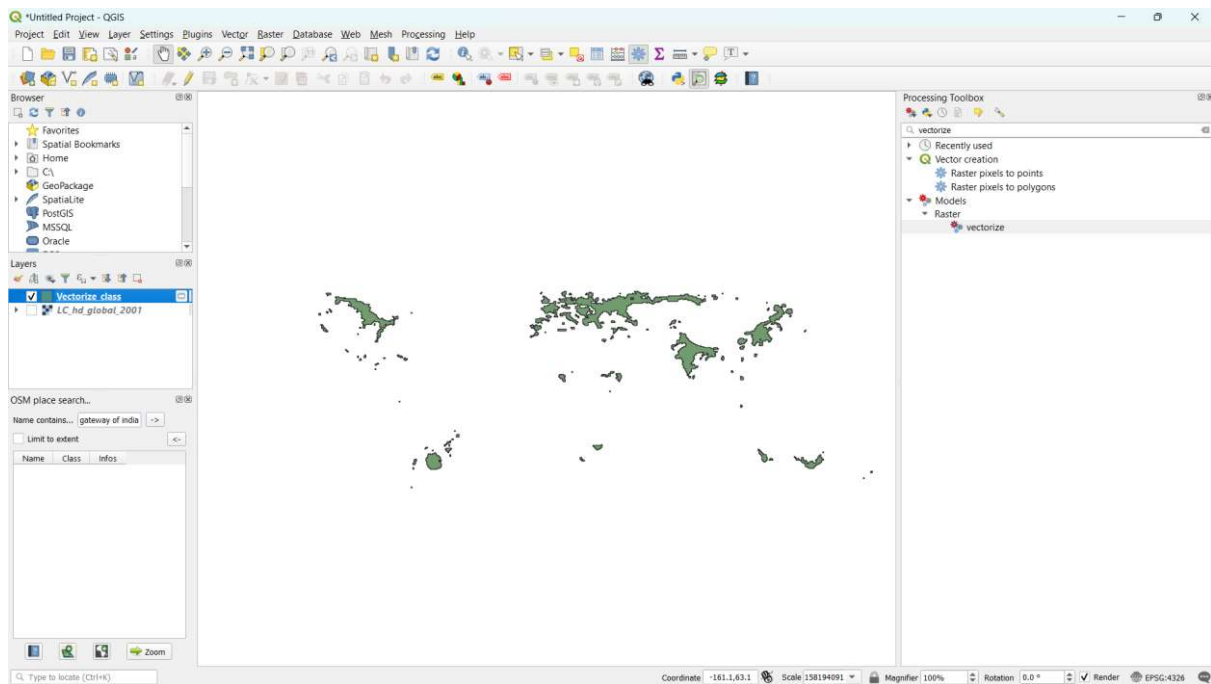 *Untitled Project - QGIS
Project Edit View Layer Settings Plugins Vector Raster Database Web Mesh Processing Help
Browser
Favorites
Spatial Bookmarks
Home
C:\
GeoPackage
SpatiaLite
PostGIS
MSSQL
Oracle
Layers
Vectorize class
LC_hd_global_2001
OSM place search...
Name contains... gateway of india ->
Limit to extent <-
Name Class Infos
Zoom
Processing Toolbox
vectorize
Recently used
Vector creation
Raster pixels to points
Raster pixels to polygons
Models
Raster
vectorize
Type to locate (Ctrl+K)
Coordinate -161.1,63.1 Scale 158194091 Magnifier 100% Rotation 0.0 ° Render EPSG:4326